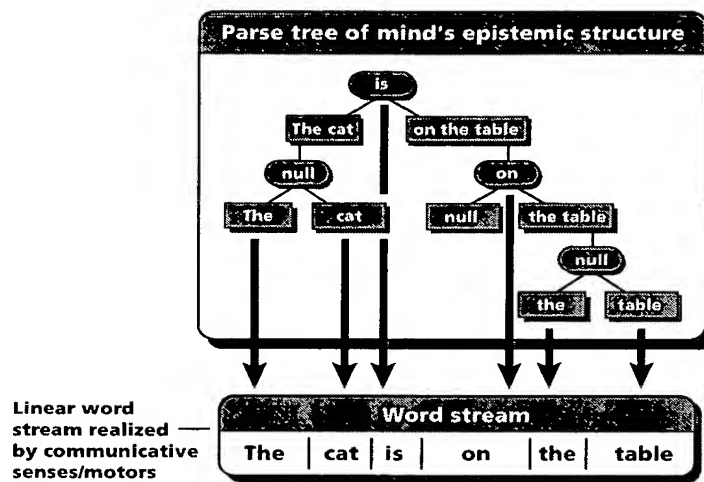 Parse tree of mind's epistemic structure
is
The cat
on the table
null
on
The
cat
null
the table
null
the
table
Linear word
stream realized
by communicative
senses/motors
Word stream
The cat is on the table